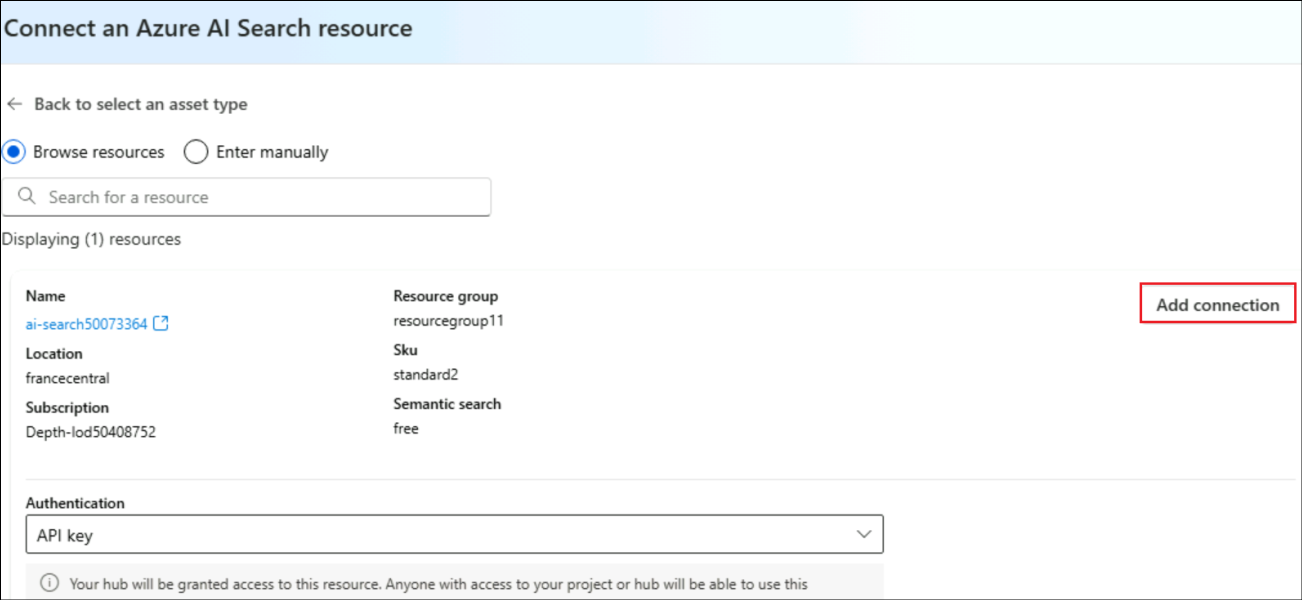 Connect an Azure AI Search resource
Back to select an asset type
Browse resources Enter manually
Search for a resource
Displaying (1) resources
Name
ai-search50073364
Location
francecentral
Subscription
Depth-lod50408752
Resource group
resourcegroup11
Sku
standard2
Semantic search
free
Add connection
Authentication
API key
Your hub will be granted access to this resource. Anyone with access to your project or hub will be able to use this